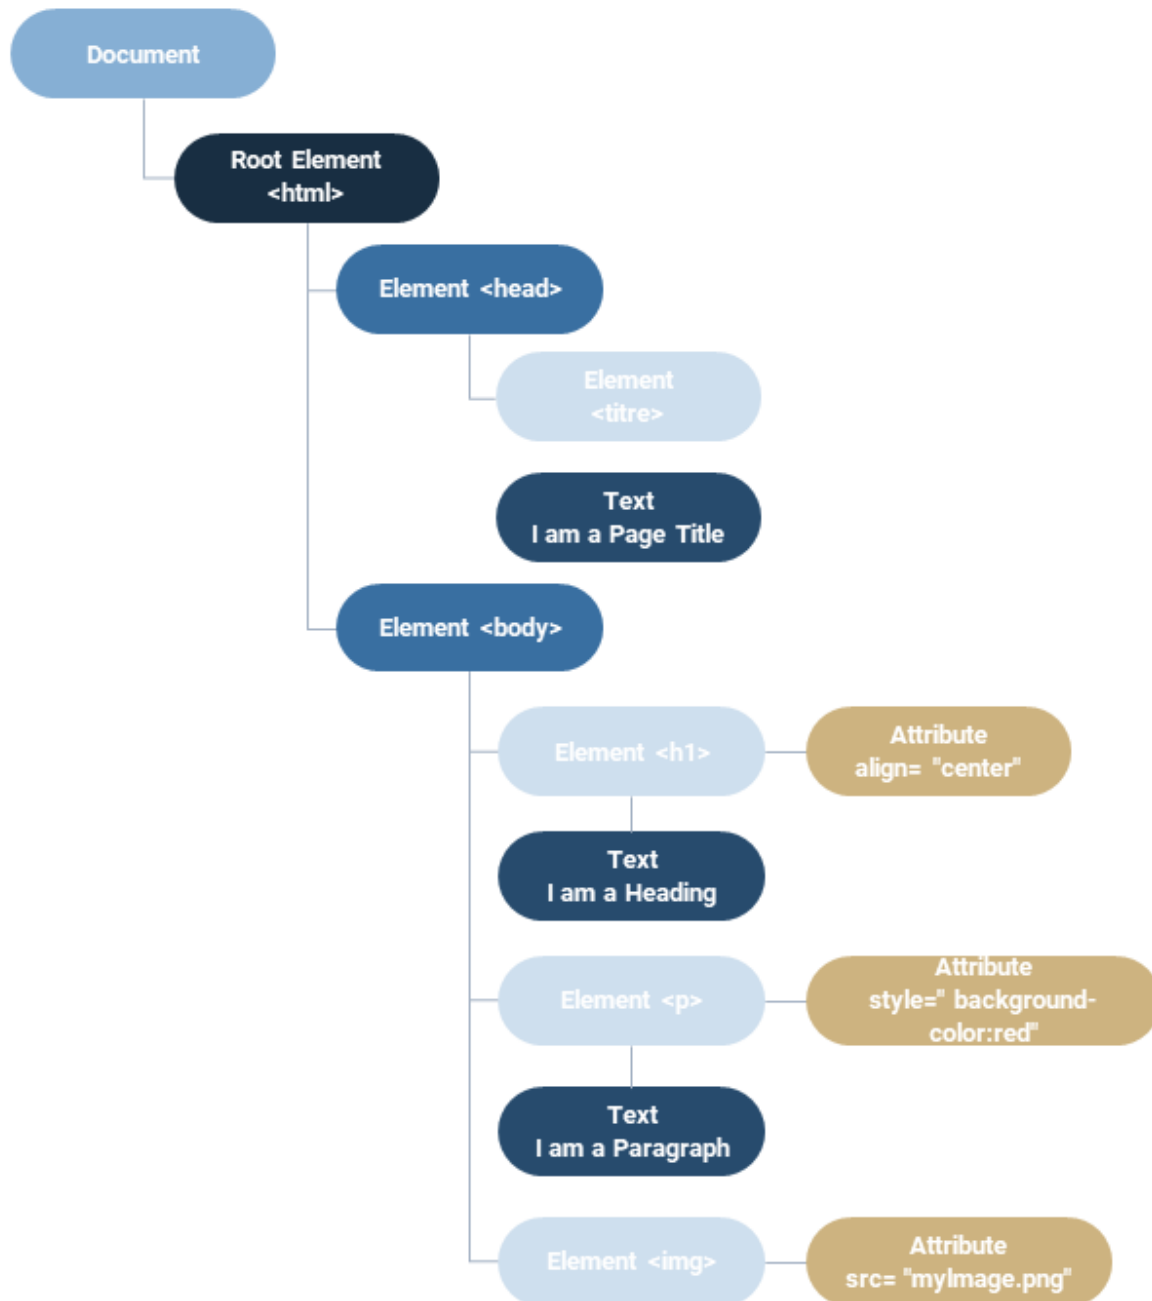 Document
Root Element
<html>
Element <head>
Element
<titre>
Text
I am a Page Title
Element <body>
Element <h1>
Attribute
align= "center"
Text
I am a Heading
Element <p>
Attribute
style=" background-
color:red"
Text
I am a Paragraph
Element <img>
Attribute
src= "myImage.png"